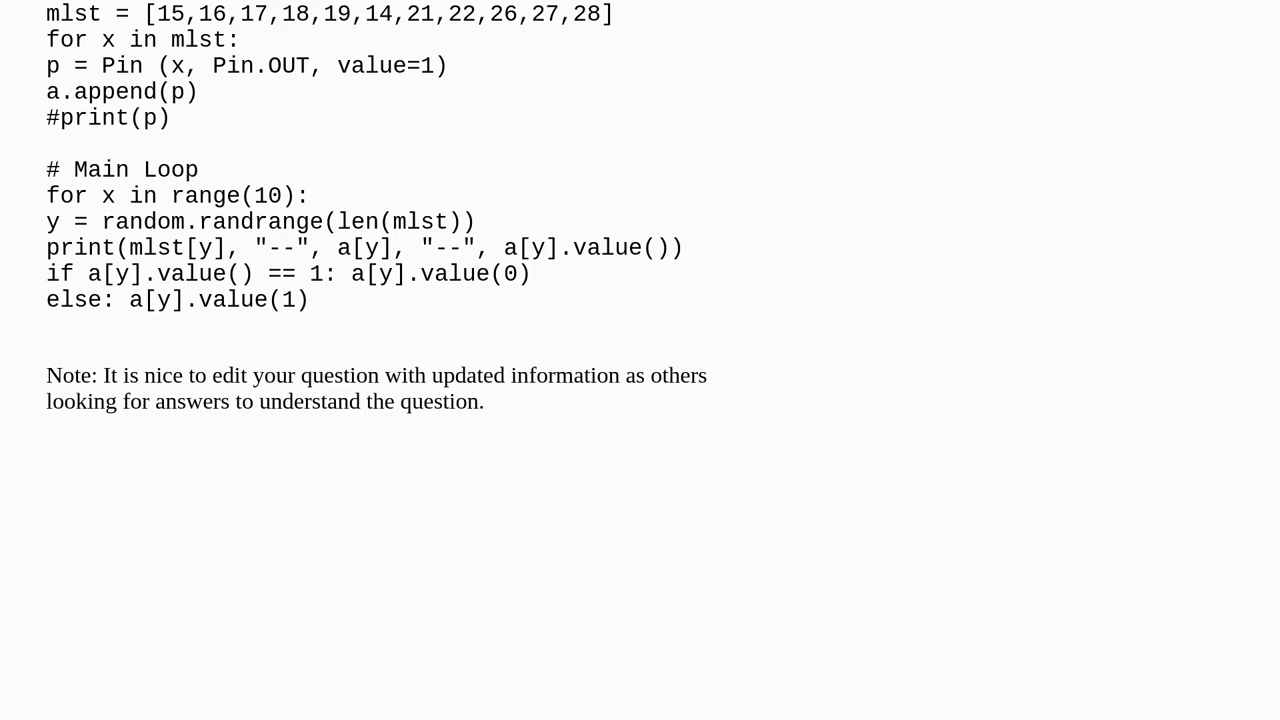 mlst = [15,16,17,18,19,14,21,22,26,27,28]
for x in mlst:
p = Pin (x, Pin.OUT, value=1)
a.append(p)
#print(p)
# Main Loop
for x in range(10):
y = random.randrange(len(mlst))
print(mlst[y], "--", a[y], "--", a[y].value())
if a[y].value() == 1: a[y].value(0)
else: a[y].value(1)
Note: It is nice to edit your question with updated information as others
looking for answers to understand the question.